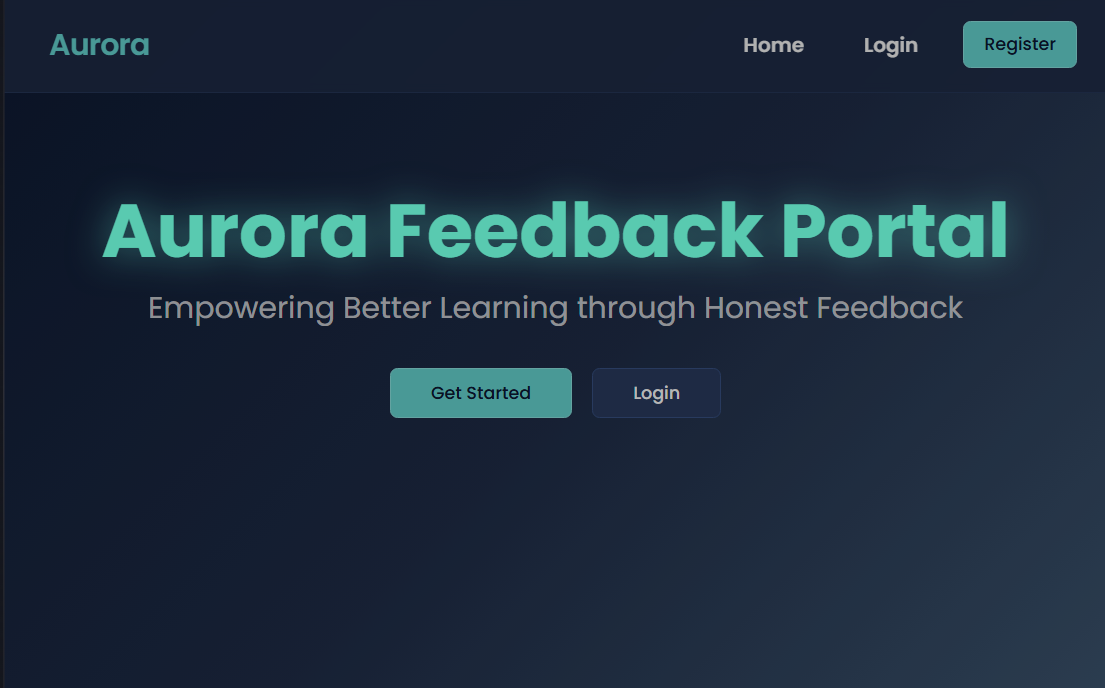 Aurora
Home
Login
Register
Aurora Feedback Portal
Empowering Better Learning through Honest Feedback
Get Started
Login